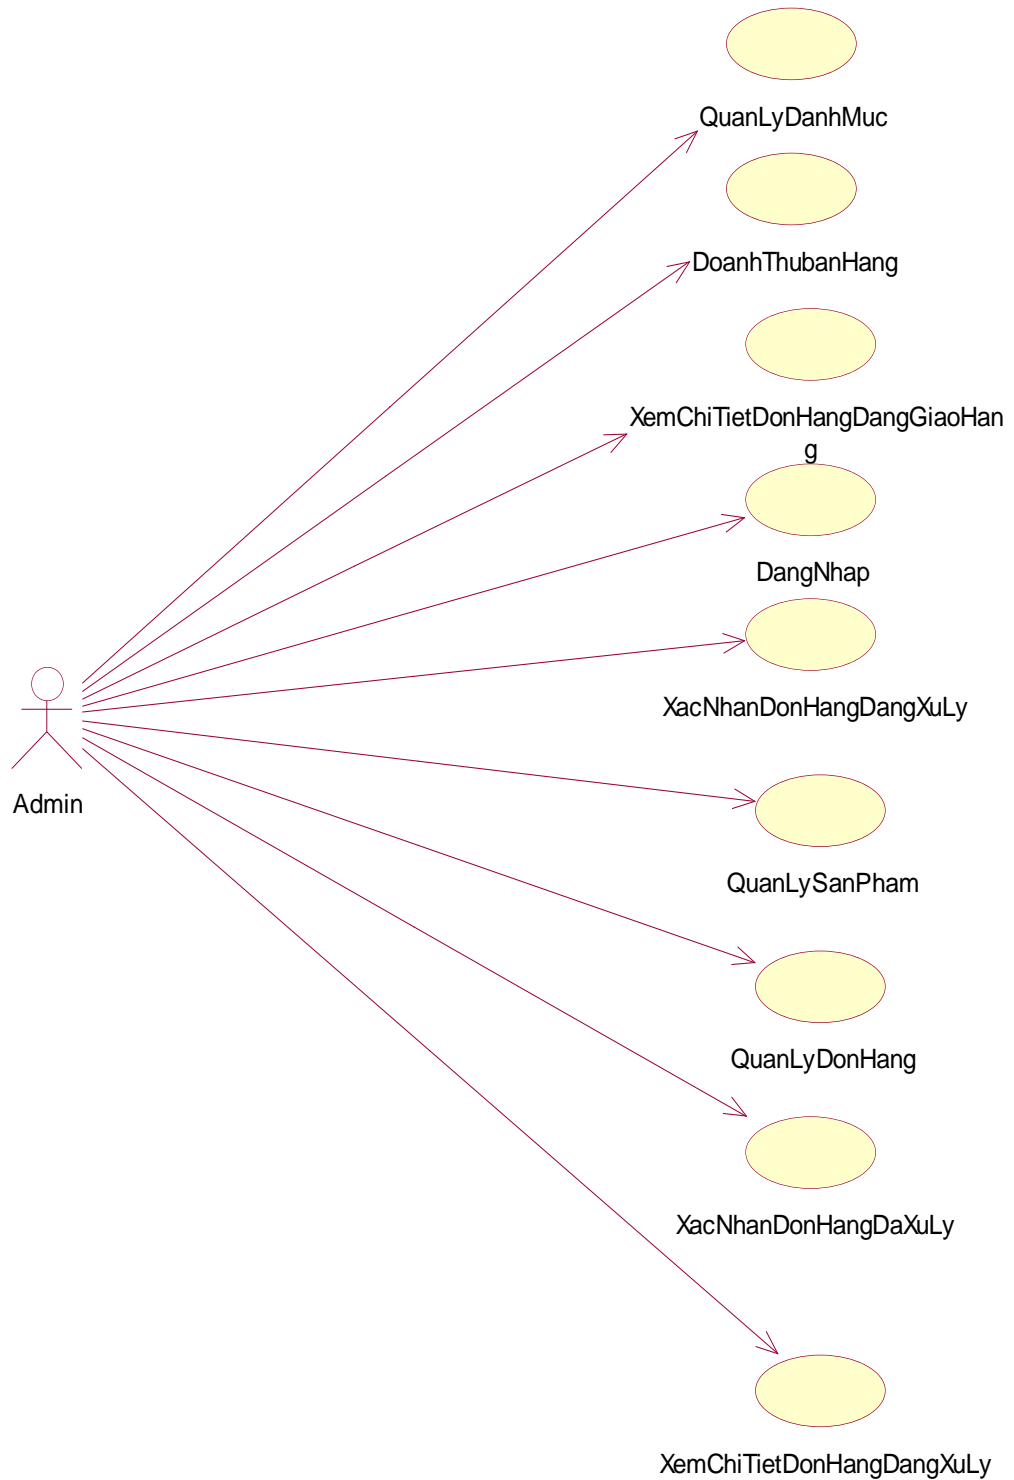 QuanLyDanhMuc
DoanhThubanHang
XemChiTietDonHangDangGiaoHan
g
DangNhap
XacNhanDonHangDangXuLy
Admin
QuanLySanPham
QuanLyDonHang
XacNhanDonHangDaXuLy
XemChiTietDonHangDangXuLy